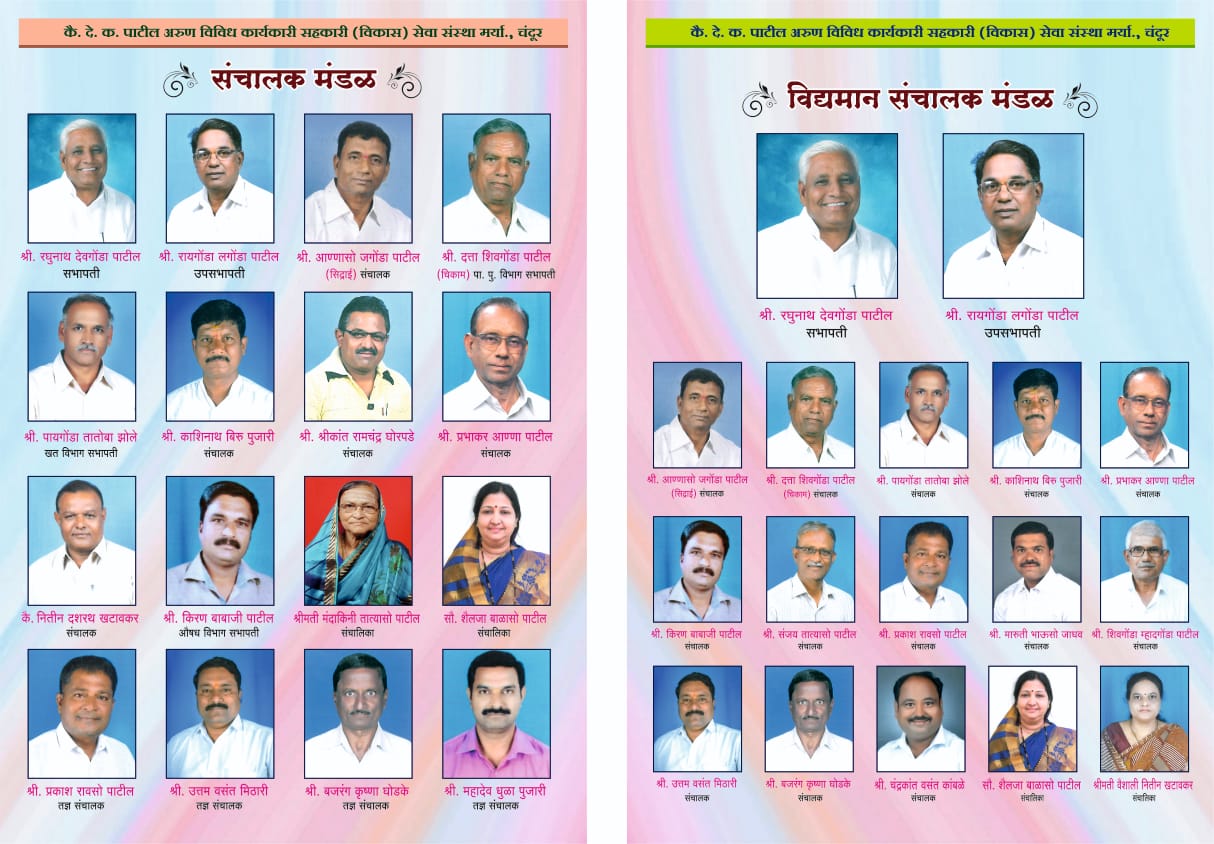 कै. दे. क. पाटील अरुण विविध कार्यकारी सहकारी (विकास) सेवा संस्था मर्या., चंदूर
संचालक मंडळ
श्री. रघुनाथ देवगोंडा पाटील
सभापती
श्री. रायगोंडा लगोंडा पाटील
उपसभापती
श्री. आण्णासो जगोंडा पाटील
(सिद्राई) संचालक
श्री. दत्ता शिवगोंडा पाटील
(चिकाम) पा. पु. विभाग सभापती
श्री. पायगोंडा तातोबा झोले
खत विभाग सभापती
श्री. काशिनाथ बिरु पुजारी
संचालक
श्री. श्रीकांत रामचंद्र घोरपडे
संचालक
श्री. प्रभाकर आण्णा पाटील
संचालक
कै. नितीन दशरथ खटावकर
संचालक
श्री. किरण बाबाजी पाटील
औषध विभाग सभापती
श्रीमती मंदाकिनी तात्यासो पाटील
संचालिका
सौ. शैलजा बाळासो पाटील
संचालिका
श्री. प्रकाश रावसो पाटील
तज्ञ संचालक
श्री. उत्तम वसंत मिठारी
तज्ञ संचालक
श्री. बजरंग कृष्णा घोडके
तज्ञ संचालक
श्री. महादेव धुळा पुजारी
तज्ञ संचालक
कै. दे. क. पाटील अरुण विविध कार्यकारी सहकारी (विकास) सेवा संस्था मर्या., चंदूर
विद्यमान संचालक मंडळ
श्री. रघुनाथ देवगोंडा पाटील
सभापती
श्री. रायगोंडा लगोंडा पाटील
उपसभापती
श्री. आण्णासो जगोंडा पाटील
(सिद्राई) संचालक
श्री. दत्ता शिवगोंडा पाटील
(चिकाम) संचालक
श्री. पायगोंडा तातोबा झोले
संचालक
श्री. काशिनाथ बिरु पुजारी
संचालक
श्री. प्रभाकर आण्णा पाटील
संचालक
श्री. किरण बाबाजी पाटील
संचालक
श्री. संजय तात्यासो पाटील
संचालक
श्री. प्रकाश रावसो पाटील
संचालक
श्री. मारुती भाऊसो जाधव
संचालक
श्री. शिवगोंडा म्हादगोंडा पाटील
संचालक
श्री. उत्तम वसंत मिठारी
संचालक
श्री. बजरंग कृष्णा घोडके
संचालक
श्री. चंद्रकांत वसंत कांबळे
संचालक
सौ. शैलजा बाळासो पाटील
संचालिका
श्रीमती वैशाली नितीन खटावकर
संचालिका